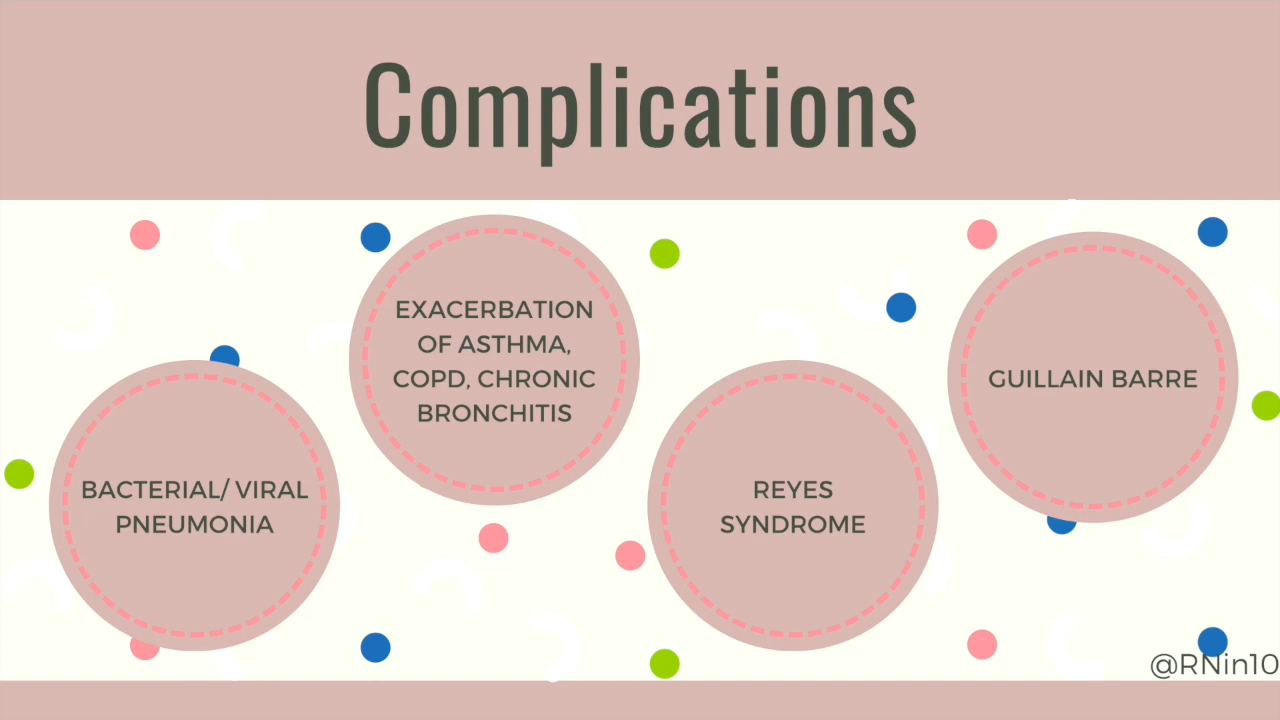 Complications
BACTERIAL/ VIRAL
PNEUMONIA
EXACERBATION
OF ASTHMA,
COPD, CHRONIC
BRONCHITIS
REYES
SYNDROME
GUILLAIN BARRE
@RNin10